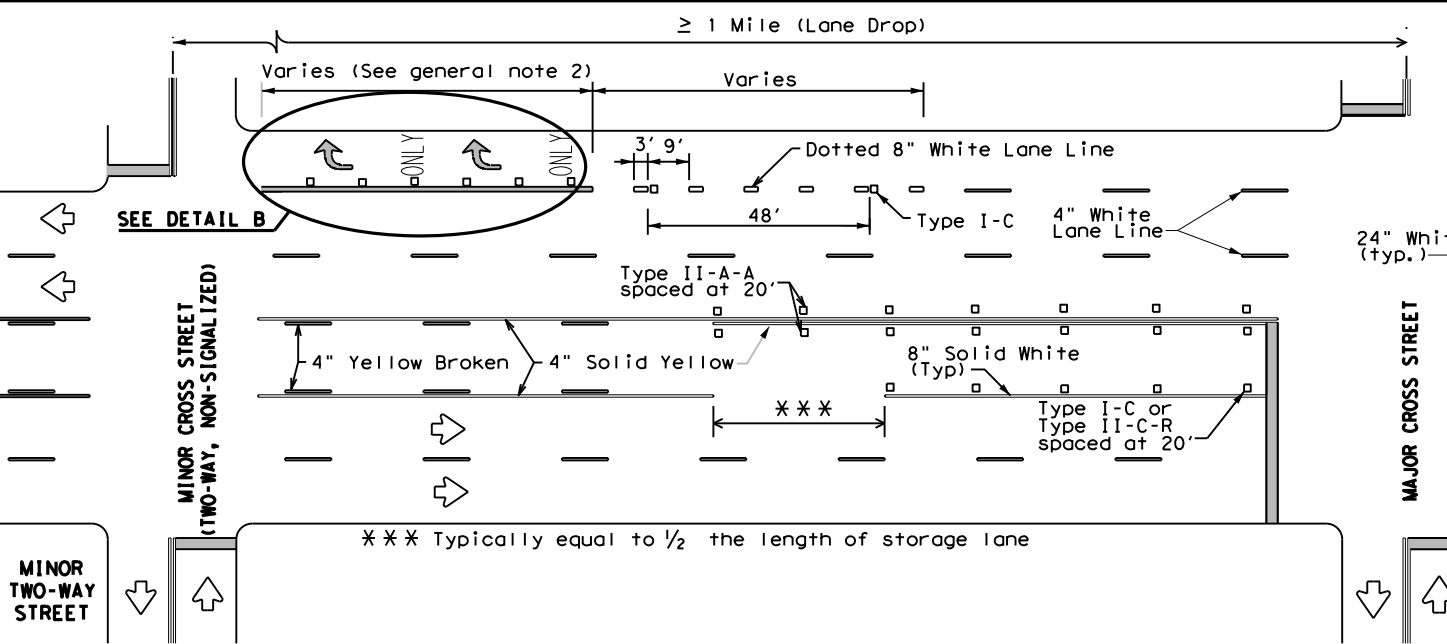 ≥ 1 Mile (Lane Drop)
Varies (See general note 2)
Varies
ONLY
ONLY
3'
9'
Dotted 8" White Lane Line
SEE DETAIL B
48'
Type I-C
4" White
Lane Line
24" Whi
(typ.)
Type II-A-A
spaced at 20'
MINOR CROSS STREET
(TWO-WAY, NON-SIGNALIZED)
4" Yellow Broken
4" Solid Yellow
8" Solid White
(Typ)
***
Type I-C or
Type II-C-R
spaced at 20'
MAJOR CROSS STREET
*** Typically equal to ½ the length of storage lane
MINOR
TWO-WAY
STREET